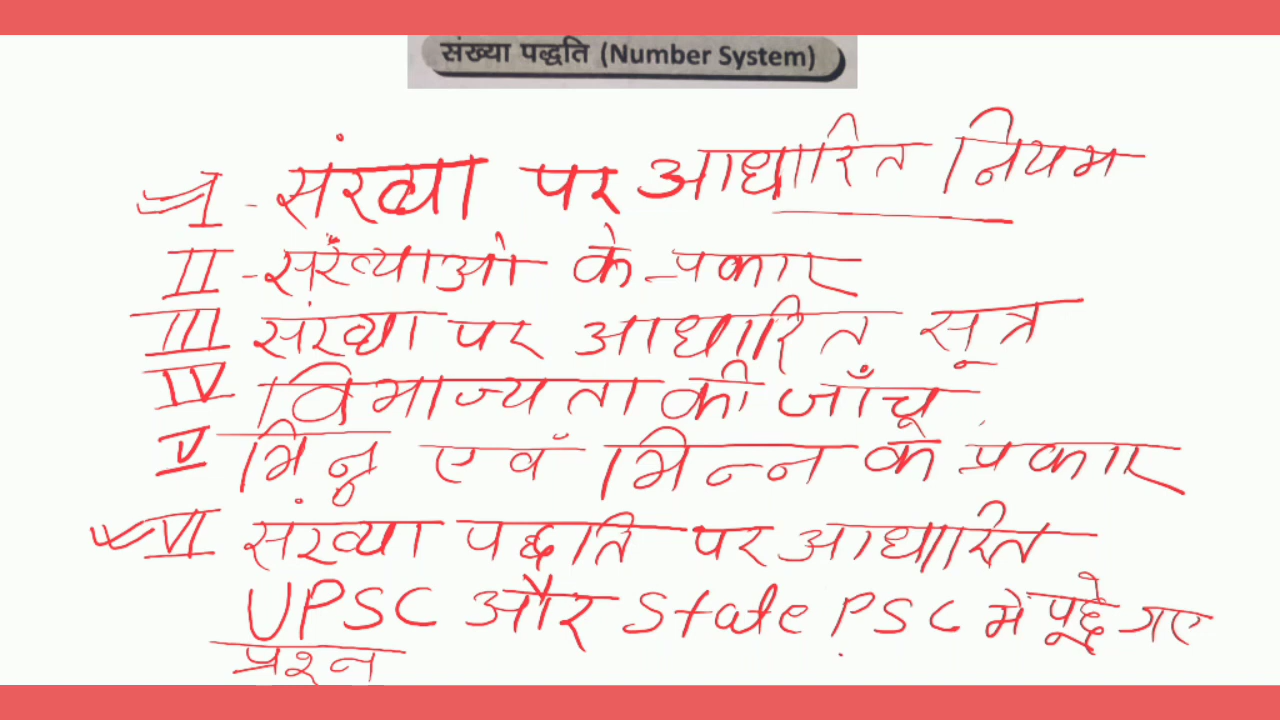 संख्या पद्धति (Number System)
I - संख्या पर आधारित नियम
II - संख्याओ के प्रकार
III संख्या पर आधारित सूत्र
IV विभाज्यता की जाँच
V भिन्न एवं भिन्न के प्रकार
VI संख्या पद्धति पर आधारित
UPSC और State PSC में पूछे गए
प्रश्न